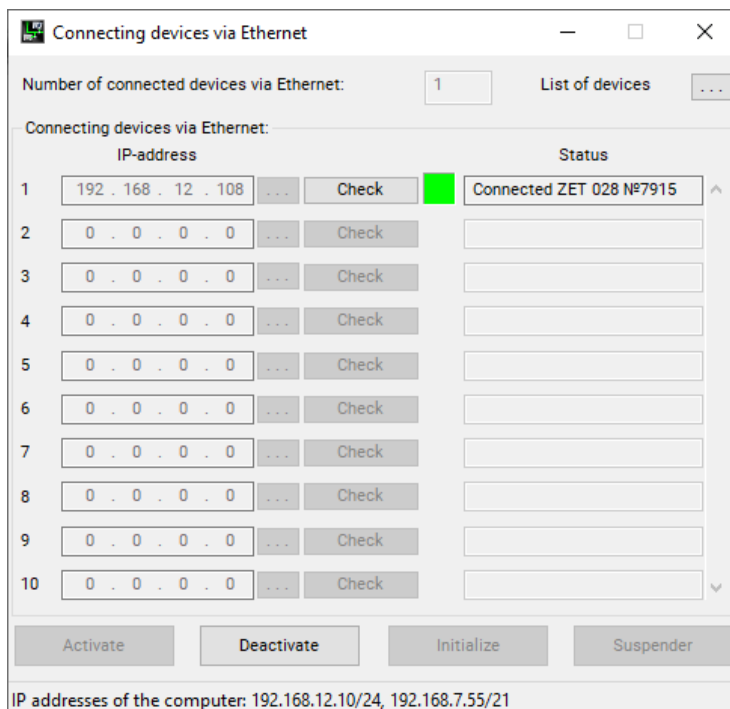 Connecting devices via Ethernet
Number of connected devices via Ethernet: 1 List of devices ...
Connecting devices via Ethernet:
IP-address Status
1 192 . 168 . 12 . 108 ... Check Connected ZET 028 №7915
2 0 . 0 . 0 . 0 ... Check
3 0 . 0 . 0 . 0 ... Check
4 0 . 0 . 0 . 0 ... Check
5 0 . 0 . 0 . 0 ... Check
6 0 . 0 . 0 . 0 ... Check
7 0 . 0 . 0 . 0 ... Check
8 0 . 0 . 0 . 0 ... Check
9 0 . 0 . 0 . 0 ... Check
10 0 . 0 . 0 . 0 ... Check
Activate Deactivate Initialize Suspender
IP addresses of the computer: 192.168.12.10/24, 192.168.7.55/21